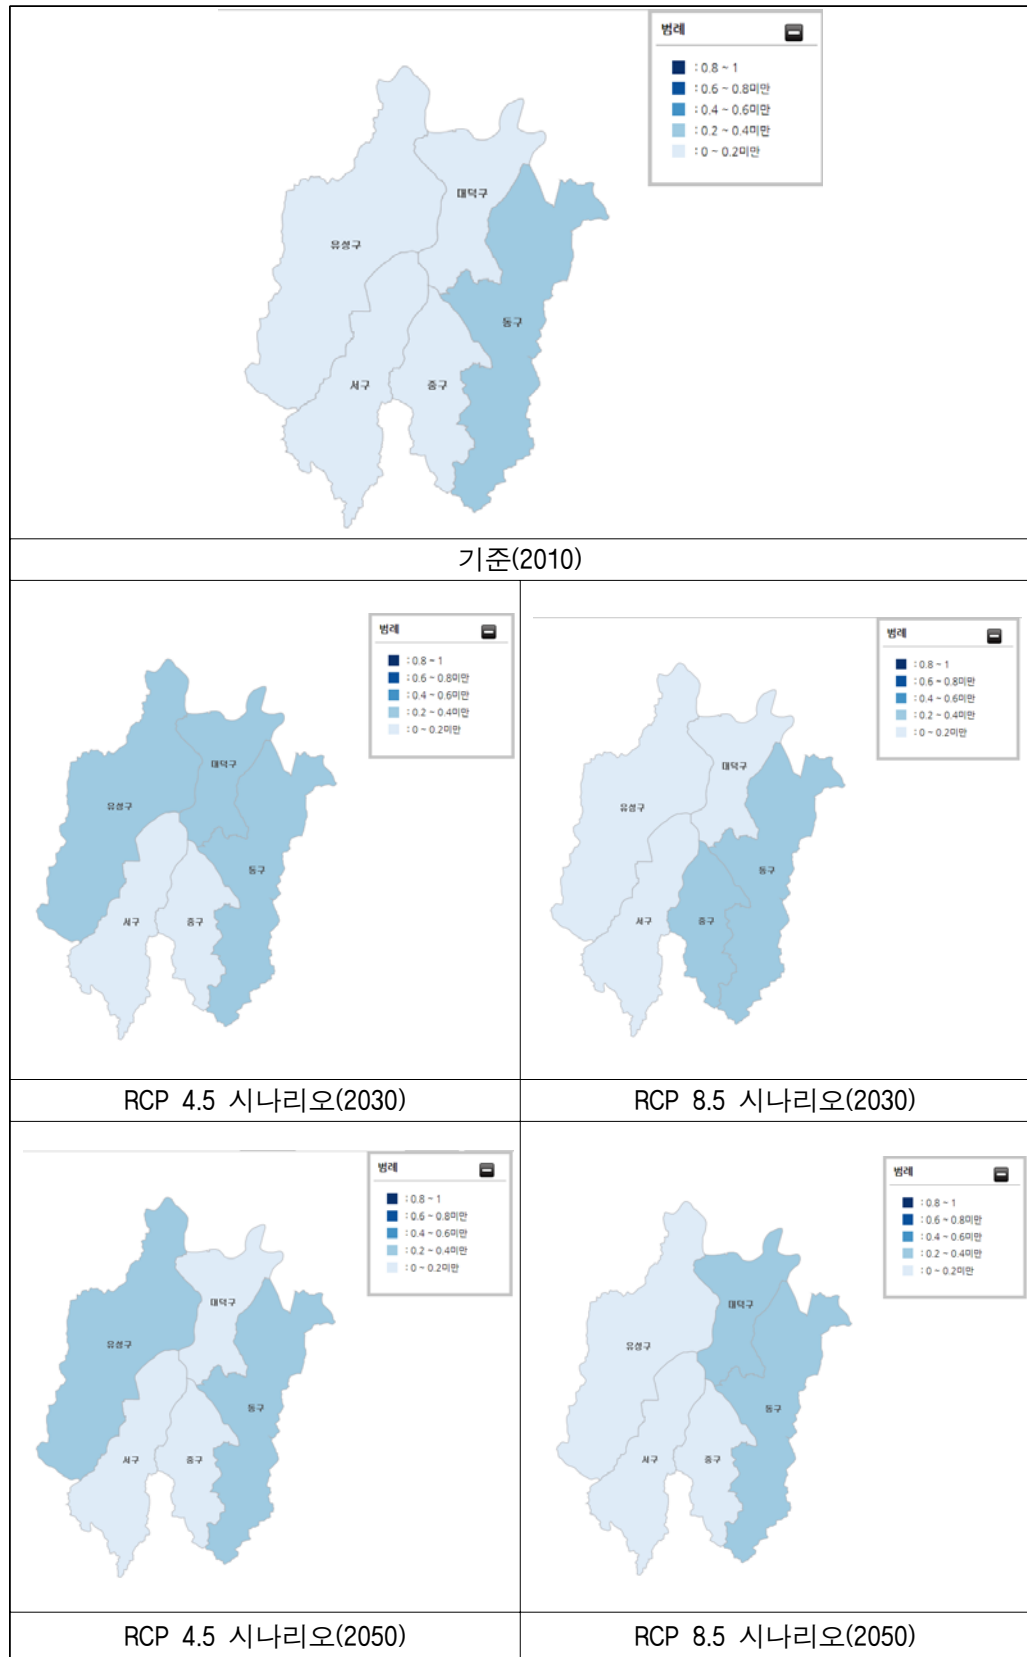 범례
: 0.8 ~ 1
: 0.6 ~ 0.8미만
: 0.4 ~ 0.6미만
: 0.2 ~ 0.4미만
: 0 ~ 0.2미만
대덕구
유성구
동구
서구
중구
기준(2010)
범례
: 0.8 ~ 1
: 0.6 ~ 0.8미만
: 0.4 ~ 0.6미만
: 0.2 ~ 0.4미만
: 0 ~ 0.2미만
대덕구
유성구
동구
서구
중구
RCP 4.5 시나리오(2030)
범례
: 0.8 ~ 1
: 0.6 ~ 0.8미만
: 0.4 ~ 0.6미만
: 0.2 ~ 0.4미만
: 0 ~ 0.2미만
대덕구
유성구
동구
서구
중구
RCP 8.5 시나리오(2030)
범례
: 0.8 ~ 1
: 0.6 ~ 0.8미만
: 0.4 ~ 0.6미만
: 0.2 ~ 0.4미만
: 0 ~ 0.2미만
대덕구
유성구
동구
서구
중구
RCP 4.5 시나리오(2050)
범례
: 0.8 ~ 1
: 0.6 ~ 0.8미만
: 0.4 ~ 0.6미만
: 0.2 ~ 0.4미만
: 0 ~ 0.2미만
대덕구
유성구
동구
서구
중구
RCP 8.5 시나리오(2050)